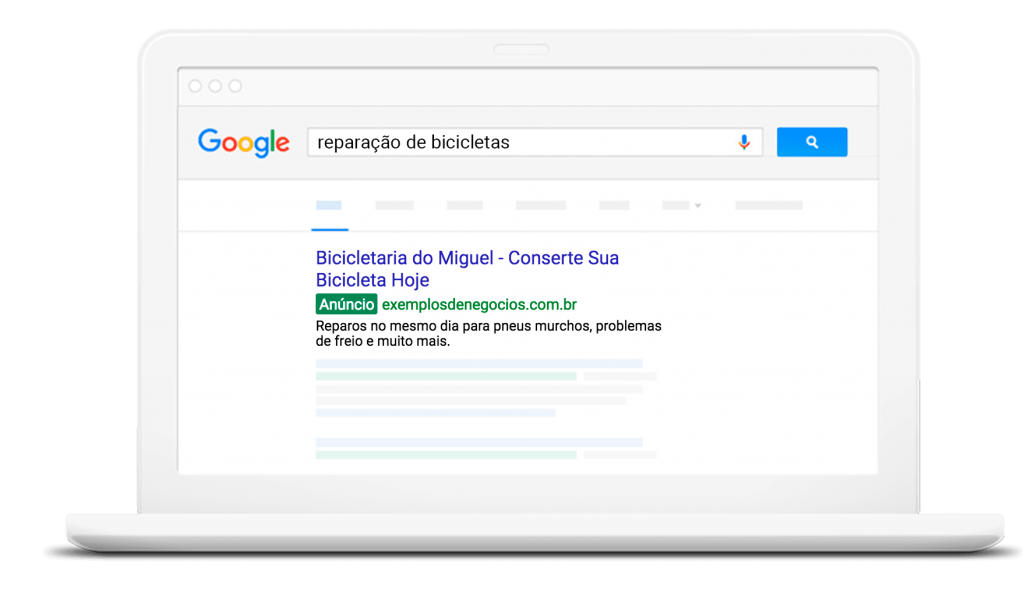 Google
reparação de bicicletas
Bicicletaria do Miguel - Conserte Sua
Bicicleta Hoje
Anúncio exemplosdenegocios.com.br
Reparos no mesmo dia para pneus murchos, problemas
de freio e muito mais.